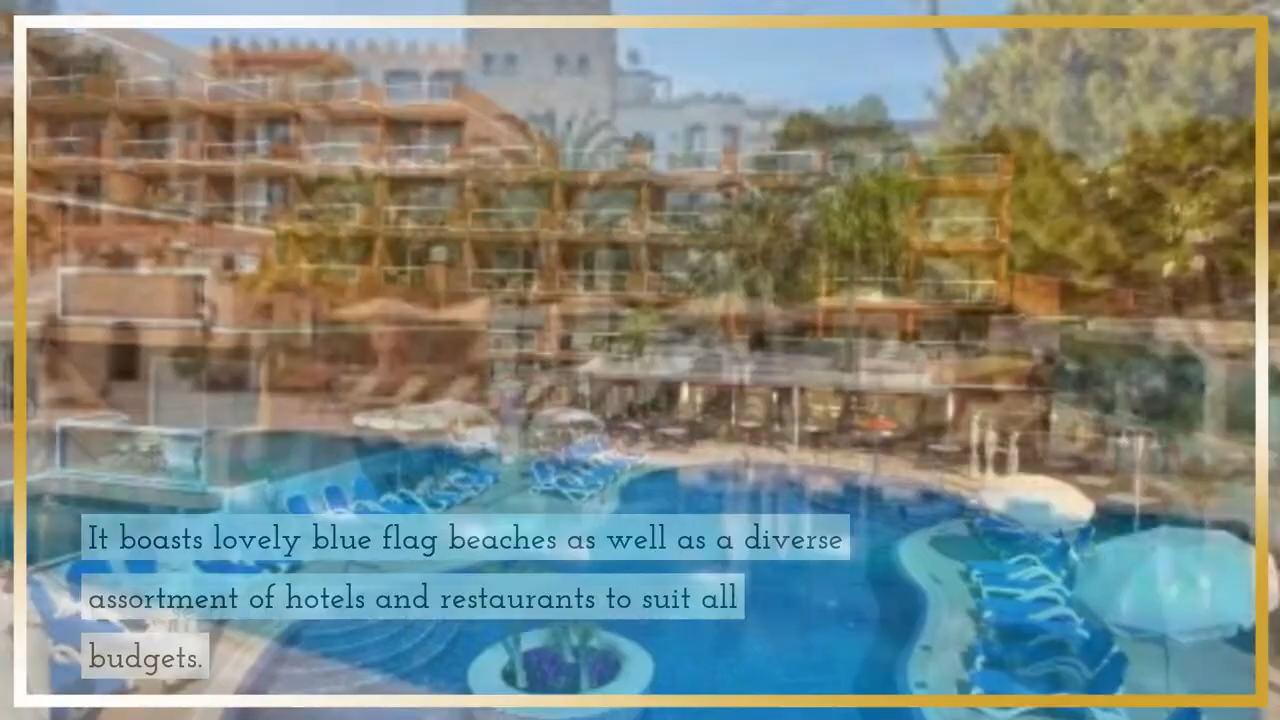 It boasts lovely blue flag beaches as well as a diverse
assortment of hotels and restaurants to suit all
budgets.